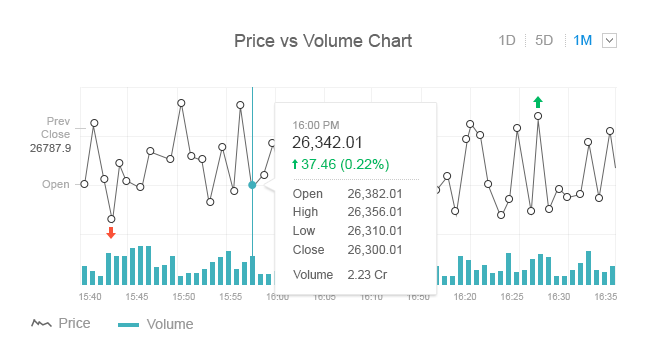 Price vs Volume Chart
1D
5D
1M
Prev
Close
26787.9
Open
16:00 PM
26,342.01
37.46 (0.22%)
Open 26,382.01
High 26,356.01
Low 26,310.01
Close 26,300.01
Volume 2.23 Cr
15:40 15:45 15:50 15:55 16:00 16:05 16:10 16:50 16:20 16:25 16:30 16:35
Price
Volume